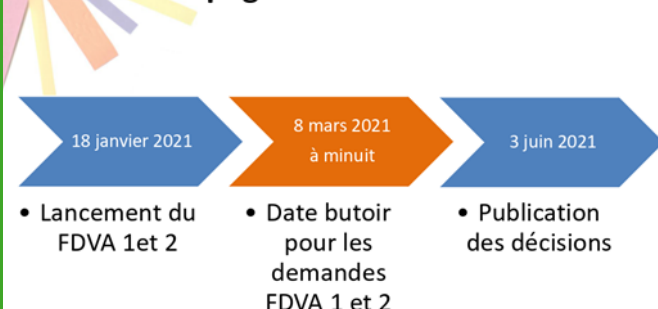 18 janvier 2021
8 mars 2021
à minuit
3 juin 2021
• Lancement du
FDVA 1et 2
• Date butoir
pour les
demandes
FDVA 1 et 2
• Publication
des décisions